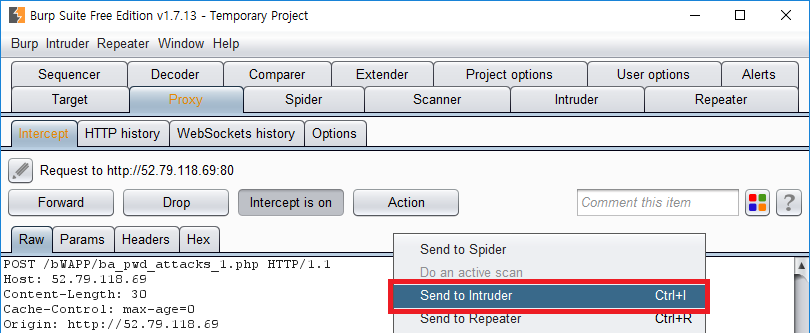 Burp Suite Free Edition v1.7.13 - Temporary Project
Burp Intruder Repeater Window Help
Sequencer Decoder Comparer Extender Project options User options Alerts
Target Proxy Spider Scanner Intruder Repeater
Intercept HTTP history WebSockets history Options
Request to http://52.79.118.69:80
Forward Drop Intercept is on Action Comment this item ?
Raw Params Headers Hex
POST /bWAPP/ba_pwd_attacks_1.php HTTP/1.1
Host: 52.79.118.69
Content-Length: 30
Cache-Control: max-age=0
Origin: http://52.79.118.69
Send to Spider
Do an active scan
Send to Intruder Ctrl+I
Send to Repeater Ctrl+R